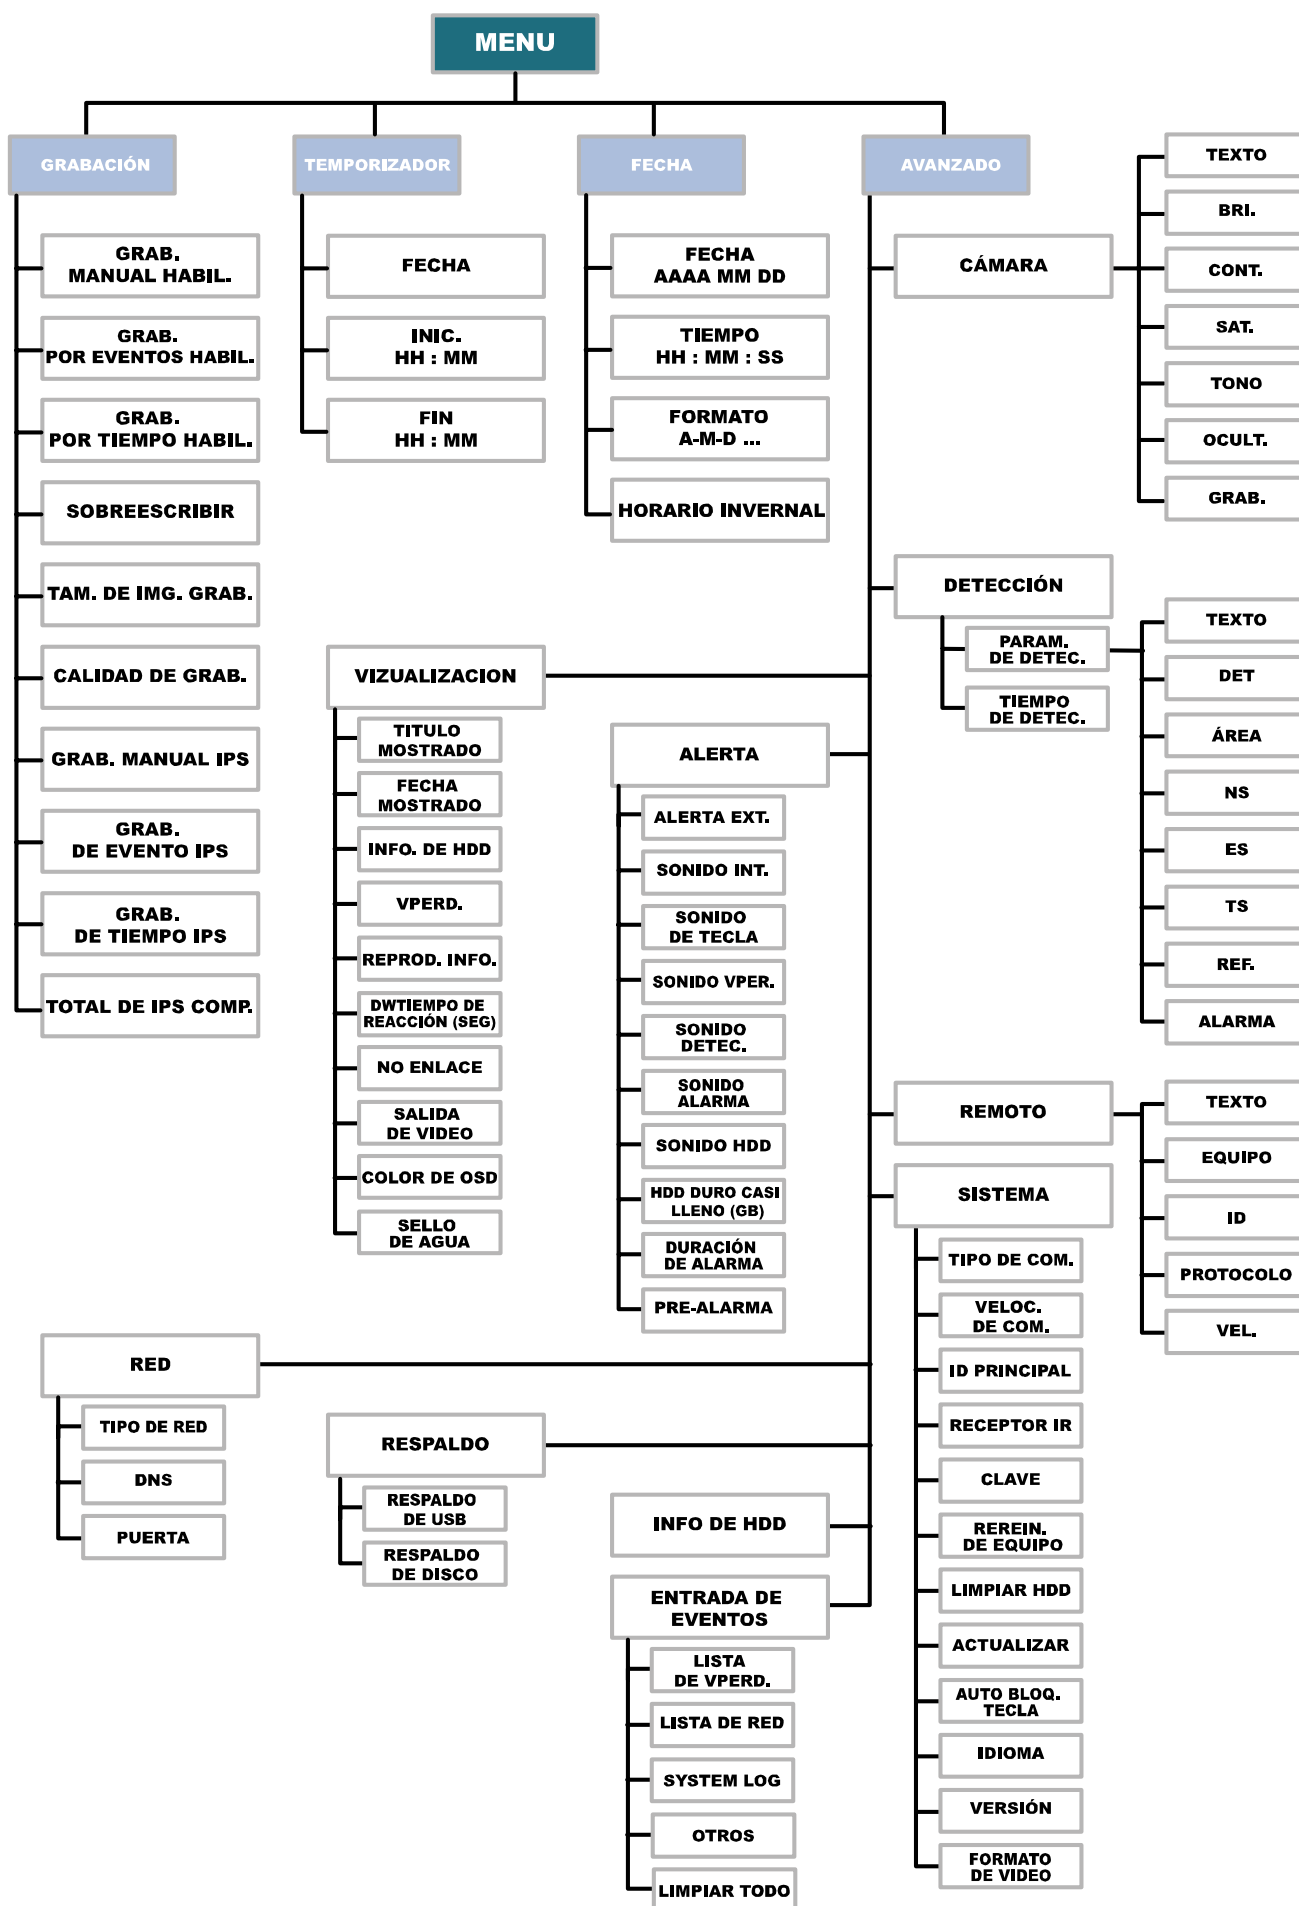 MENU
GRABACIÓN
GRAB.
MANUAL HABIL.
GRAB.
POR EVENTOS HABIL.
GRAB.
POR TIEMPO HABIL.
SOBREESCRIBIR
TAM. DE IMG. GRAB.
CALIDAD DE GRAB.
GRAB. MANUAL IPS
GRAB.
DE EVENTO IPS
GRAB.
DE TIEMPO IPS
TOTAL DE IPS COMP.
TEMPORIZADOR
FECHA
INIC.
HH : MM
FIN
HH : MM
FECHA
FECHA
AAAA MM DD
TIEMPO
HH : MM : SS
FORMATO
A-M-D ...
HORARIO INVERNAL
AVANZADO
CÁMARA
TEXTO
BRI.
CONT.
SAT.
TONO
OCULT.
GRAB.
DETECCIÓN
PARAM.
DE DETEC.
TIEMPO
DE DETEC.
TEXTO
DET
ÁREA
NS
ES
TS
REF.
ALARMA
VIZUALIZACION
TITULO
MOSTRADO
FECHA
MOSTRADO
INFO. DE HDD
VPERD.
REPROD. INFO.
DWTIEMPO DE
REACCIÓN (SEG)
NO ENLACE
SALIDA
DE VIDEO
COLOR DE OSD
SELLO
DE AGUA
ALERTA
ALERTA EXT.
SONIDO INT.
SONIDO
DE TECLA
SONIDO VPER.
SONIDO
DETEC.
SONIDO
ALARMA
SONIDO HDD
HDD DURO CASI
LLENO (GB)
DURACIÓN
DE ALARMA
PRE-ALARMA
REMOTO
TEXTO
EQUIPO
ID
PROTOCOLO
VEL.
SISTEMA
TIPO DE COM.
VELOC.
DE COM.
ID PRINCIPAL
RECEPTOR IR
CLAVE
REREIN.
DE EQUIPO
LIMPIAR HDD
ACTUALIZAR
AUTO BLOQ.
TECLA
IDIOMA
VERSIÓN
FORMATO
DE VIDEO
RED
TIPO DE RED
DNS
PUERTA
RESPALDO
RESPALDO
DE USB
RESPALDO
DE DISCO
INFO DE HDD
ENTRADA DE
EVENTOS
LISTA
DE VPERD.
LISTA DE RED
SYSTEM LOG
OTROS
LIMPIAR TODO